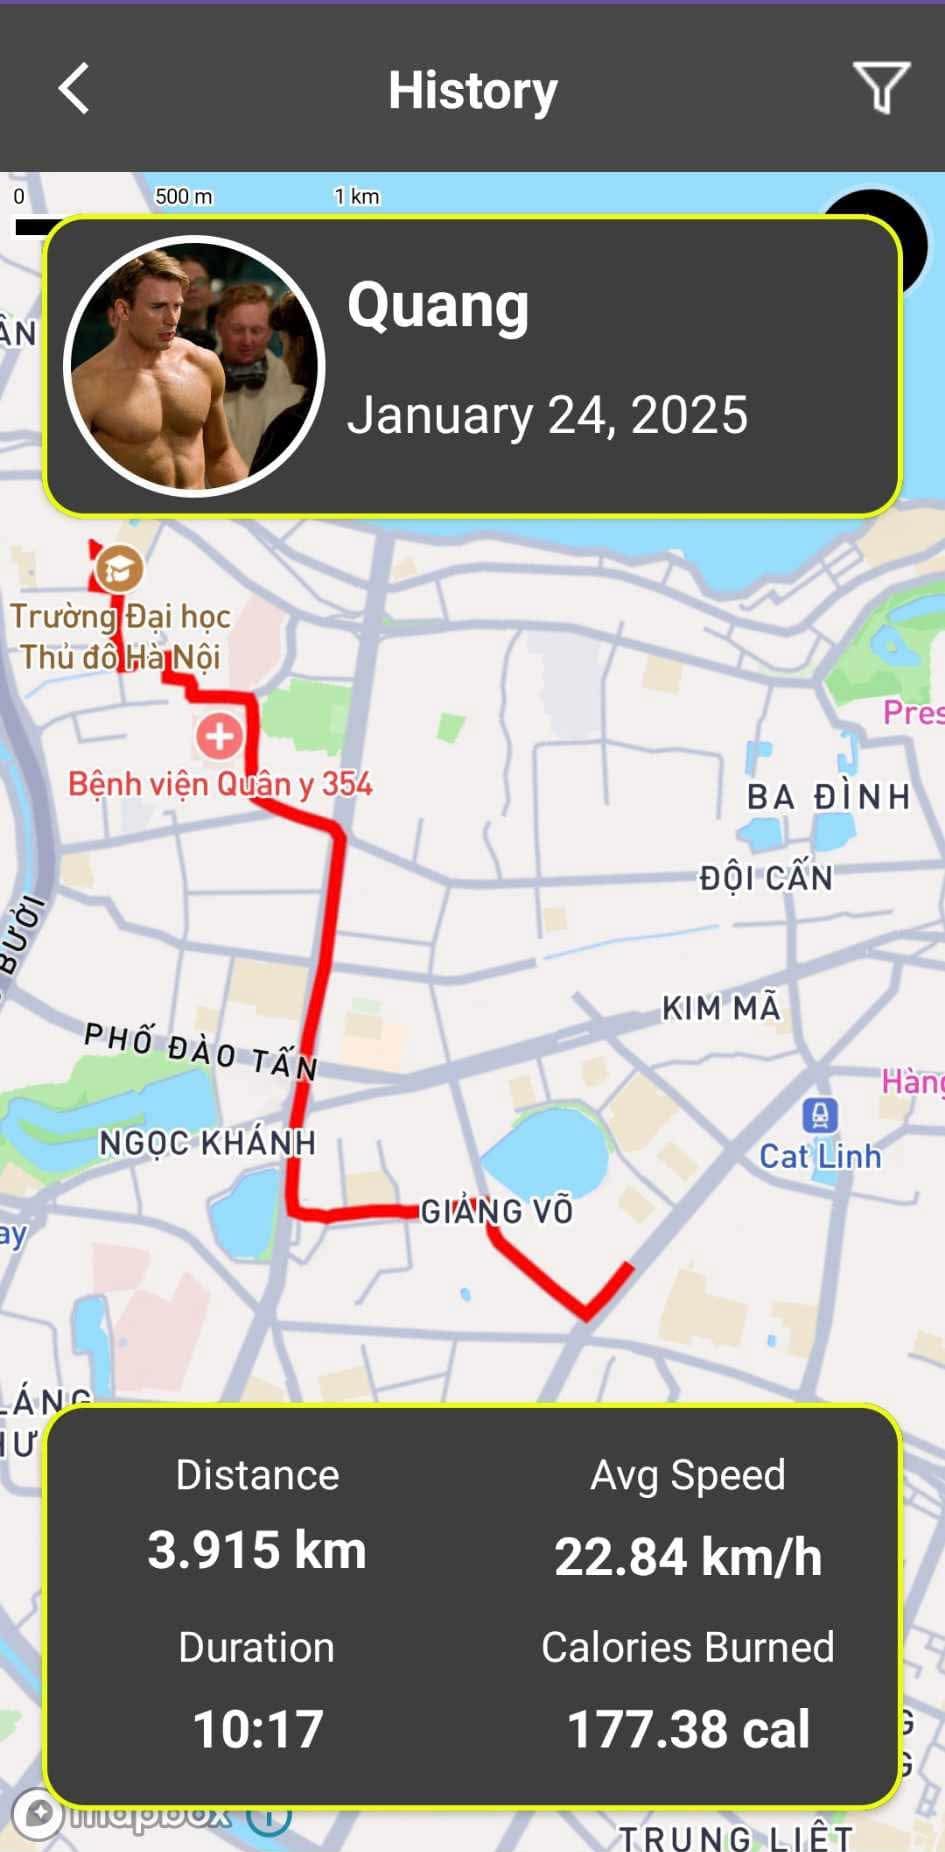 History
0 500 m 1 km
Quang
January 24, 2025
Trường Đại học
Thủ đô Hà Nội
Bệnh viện Quân y 354
BA ĐÌNH
ĐỘI CẤN
BƯỞI
KIM MÃ
PHỐ ĐÀO TẤN
NGỌC KHÁNH
Cat Linh
GIẢNG VÕ
Distance
3.915 km
Avg Speed
22.84 km/h
Duration
10:17
Calories Burned
177.38 cal
mapbox
TRUNG LIỆT